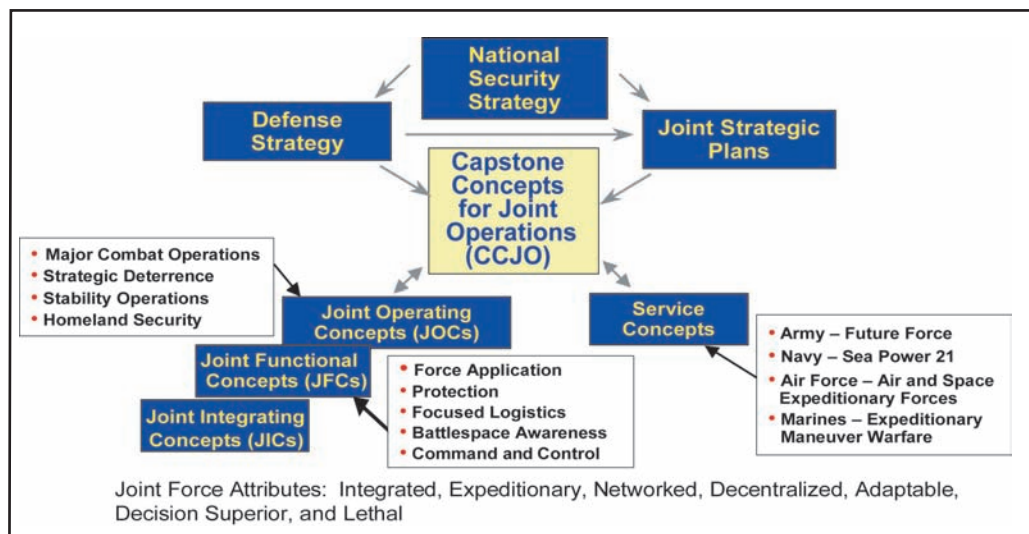 National
Security
Strategy
Defense
Strategy
Joint Strategic
Plans
Capstone
Concepts
for Joint
Operations
(CCJO)
• Major Combat Operations
• Strategic Deterrence
• Stability Operations
• Homeland Security
Joint Operating
Concepts (JOCs)
Service
Concepts
Joint Functional
Concepts (JFCs)
Joint Integrating
Concepts (JICs)
• Force Application
• Protection
• Focused Logistics
• Battlespace Awareness
• Command and Control
• Army – Future Force
• Navy – Sea Power 21
• Air Force – Air and Space
Expeditionary Forces
• Marines – Expeditionary
Maneuver Warfare
Joint Force Attributes: Integrated, Expeditionary, Networked, Decentralized, Adaptable,
Decision Superior, and Lethal